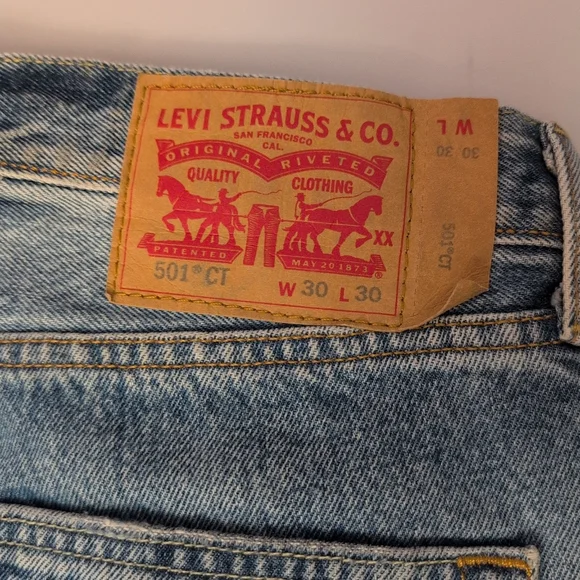 LEVI STRAUSS & CO.
SAN FRANCISCO
CAL.
ORIGINAL RIVETED
QUALITY CLOTHING
XX
PATENTED MAY 20 1873 ®
501® CT W 30 L 30
W L
30 30
501®CT